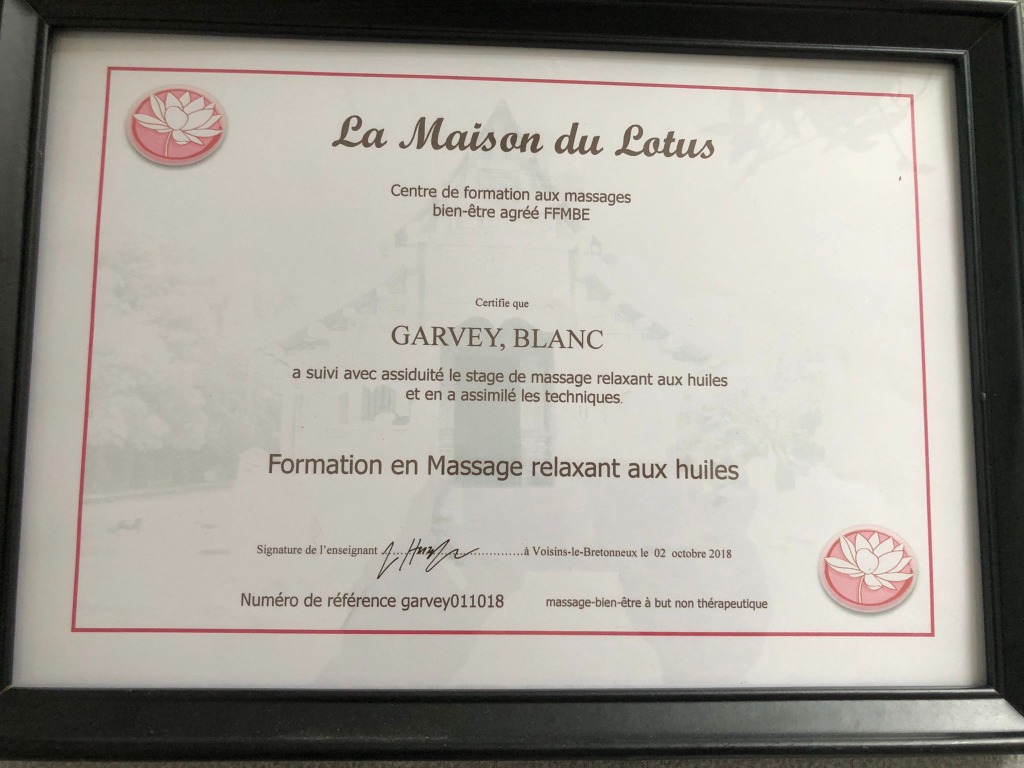 La Maison du Lotus
Centre de formation aux massages
bien-être agréé FFMBE
Certifie que
GARVEY, BLANC
a suivi avec assiduité le stage de massage relaxant aux huiles
et en a assimilé les techniques.
Formation en Massage relaxant aux huiles
Signature de l'enseignant ....................à Voisins-le-Bretonneux le 02 octobre 2018
Numéro de référence garvey011018 massage-bien-être à but non thérapeutique